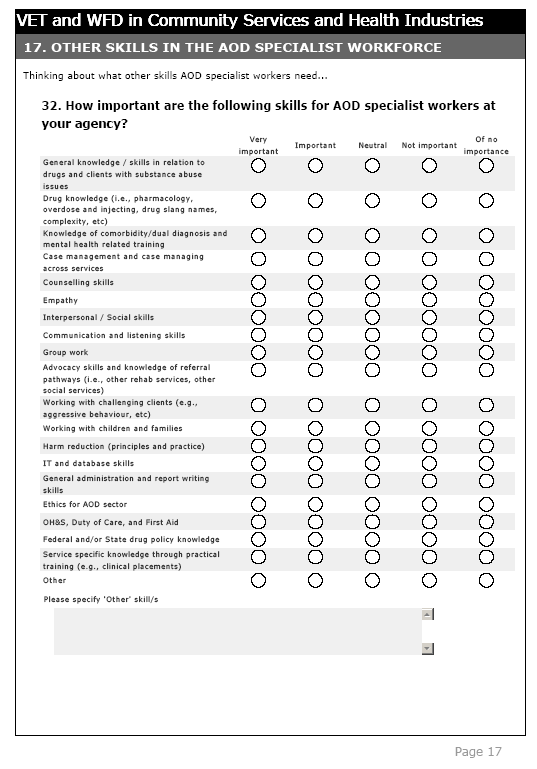 VET and WFD in Community Services and Health Industries
17. OTHER SKILLS IN THE AOD SPECIALIST WORKFORCE
Thinking about what other skills AOD specialist workers need...
32. How important are the following skills for AOD specialist workers at
your agency?
Very
important
Important
Neutral
Not important
Of no
importance
General knowledge / skills in relation to
drugs and clients with substance abuse
issues
Drug knowledge (i.e., pharmacology,
overdose and injecting, drug slang names,
complexity, etc)
Knowledge of comorbidity/dual diagnosis and
mental health related training
Case management and case managing
across services
Counselling skills
Empathy
Interpersonal / Social skills
Communication and listening skills
Group work
Advocacy skills and knowledge of referral
pathways (i.e., other rehab services, other
social services)
Working with challenging clients (e.g.,
aggressive behaviour, etc)
Working with children and families
Harm reduction (principles and practice)
IT and database skills
General administration and report writing
skills
Ethics for AOD sector
OH&S, Duty of Care, and First Aid
Federal and/or State drug policy knowledge
Service specific knowledge through practical
training (e.g., clinical placements)
Other
Please specify 'Other' skill/s
Page 17